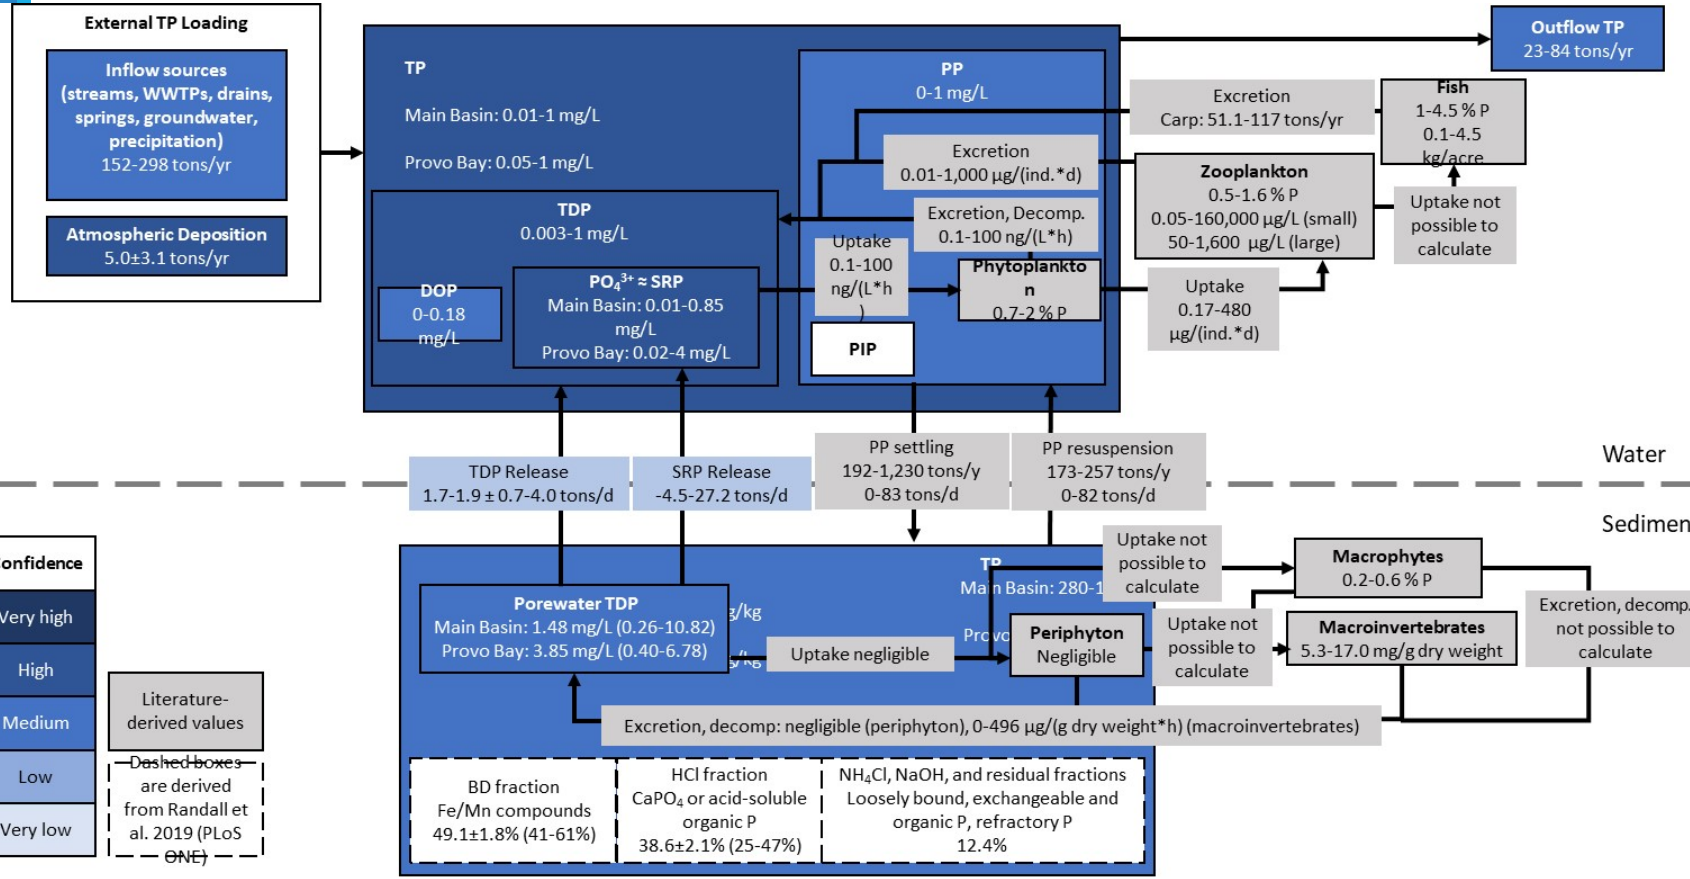 External TP Loading
Inflow sources
(streams, WWTPs, drains,
springs, groundwater,
precipitation)
152-298 tons/yr
Atmospheric Deposition
5.0±3.1 tons/yr
TP
Main Basin: 0.01-1 mg/L
Provo Bay: 0.05-1 mg/L
TDP
0.003-1 mg/L
DOP
0-0.18
mg/L
PO₄³⁺ ≈ SRP
Main Basin: 0.01-0.85
mg/L
Provo Bay: 0.02-4 mg/L
PP
0-1 mg/L
Excretion
0.01-1,000 µg/(ind.*d)
Excretion, Decomp.
0.1-100 ng/(L*h)
Uptake
0.1-100
ng/(L*h
)
Phytoplankto
n
0.7-2 % P
PIP
Outflow TP
23-84 tons/yr
Excretion
Carp: 51.1-117 tons/yr
Fish
1-4.5 % P
0.1-4.5
kg/acre
Zooplankton
0.5-1.6 % P
0.05-160,000 µg/L (small)
50-1,600 µg/L (large)
Uptake not
possible to
calculate
Uptake
0.17-480
µg/(ind.*d)
TDP Release
1.7-1.9 ± 0.7-4.0 tons/d
SRP Release
-4.5-27.2 tons/d
PP settling
192-1,230 tons/y
0-83 tons/d
PP resuspension
173-257 tons/y
0-82 tons/d
Water
Sedimen
onfidence
Very high
High
Medium
Low
Very low
Literature-
derived values
Dashed boxes
are derived
from Randall et
al. 2019 (PLoS
ONE)
TP
Main Basin: 280-1
g/kg
Provo
g/kg
Porewater TDP
Main Basin: 1.48 mg/L (0.26-10.82)
Provo Bay: 3.85 mg/L (0.40-6.78)
Uptake negligible
Periphyton
Negligible
Uptake not
possible to
calculate
Uptake not
possible to
calculate
Macrophytes
0.2-0.6 % P
Macroinvertebrates
5.3-17.0 mg/g dry weight
Excretion, decomp.
not possible to
calculate
Excretion, decomp: negligible (periphyton), 0-496 µg/(g dry weight*h) (macroinvertebrates)
BD fraction
Fe/Mn compounds
49.1±1.8% (41-61%)
HCl fraction
CaPO₄ or acid-soluble
organic P
38.6±2.1% (25-47%)
NH₄Cl, NaOH, and residual fractions
Loosely bound, exchangeable and
organic P, refractory P
12.4%